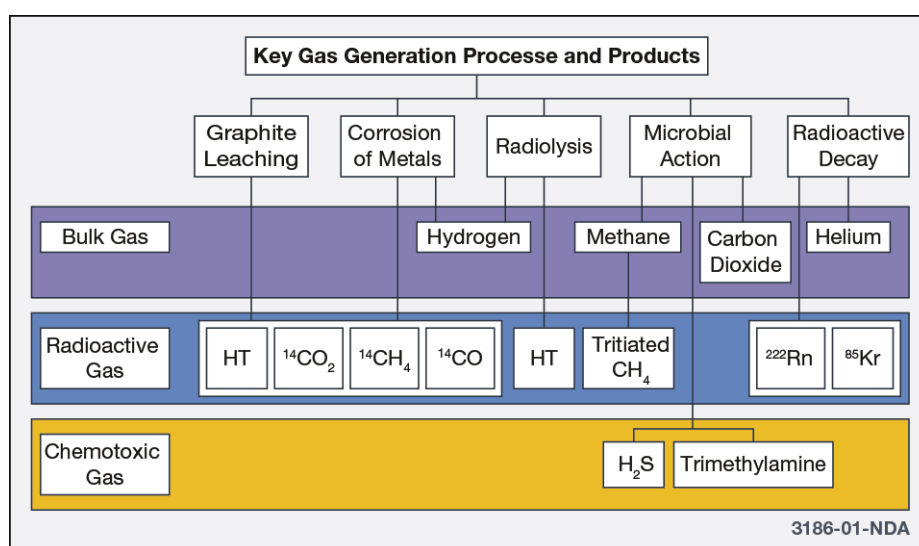 Key Gas Generation Processe and Products
Graphite
Leaching
Corrosion
of Metals
Radiolysis
Microbial
Action
Radioactive
Decay
Bulk Gas
Hydrogen
Methane
Carbon
Dioxide
Helium
Radioactive
Gas
HT
¹⁴CO₂
¹⁴CH₄
¹⁴CO
HT
Tritiated
CH₄
²²²Rn
⁸⁵Kr
Chemotoxic
Gas
H₂S
Trimethylamine
3186-01-NDA